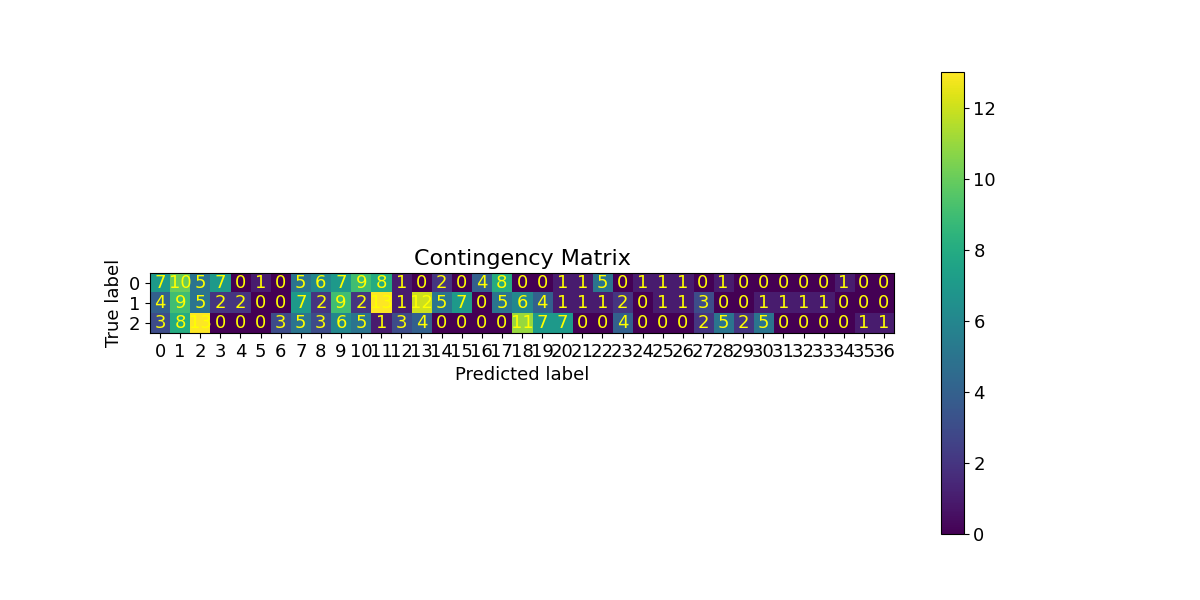 Contingency Matrix
True label
0 7 10 5 7 0 1 0 5 6 7 9 8 1 0 2 0 4 8 0 0 1 1 5 0 1 1 1 0 1 0 0 0 0 0 1 0 0
1 4 9 5 2 2 0 0 7 2 9 2 1 12 5 7 0 5 6 4 1 1 1 2 0 1 1 3 0 0 1 1 1 1 0 0 0
2 3 8 0 0 0 3 5 3 6 5 1 3 4 0 0 0 0 11 7 7 0 0 4 0 0 0 2 5 2 5 0 0 0 0 1 1
0 1 2 3 4 5 6 7 8 9 10 11 12 13 14 15 16 17 18 19 20 21 22 23 24 25 26 27 28 29 30 31 32 33 34 35 36
Predicted label
12
10
8
6
4
2
0